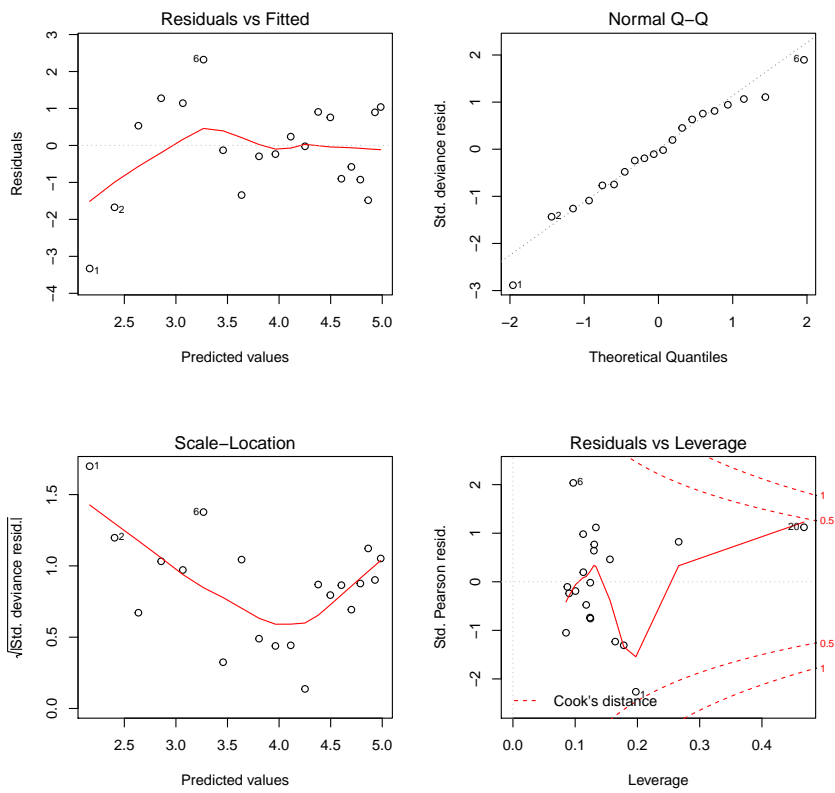 Residuals vs Fitted
3
2
1
0
−1
−2
−3
−4
Residuals
6
2
1
2.5 3.0 3.5 4.0 4.5 5.0
Predicted values
Normal Q−Q
2
1
0
−1
−2
−3
Std. deviance resid.
6
2
1
−2 −1 0 1 2
Theoretical Quantiles
Scale−Location
1.5
1.0
0.5
0.0
√|Std. deviance resid.|
1
6
2
2.5 3.0 3.5 4.0 4.5 5.0
Predicted values
Residuals vs Leverage
2
1
0
−1
−2
Std. Pearson resid.
6
20
1
1
0.5
0.5
1
Cook's distance
0.0 0.1 0.2 0.3 0.4
Leverage